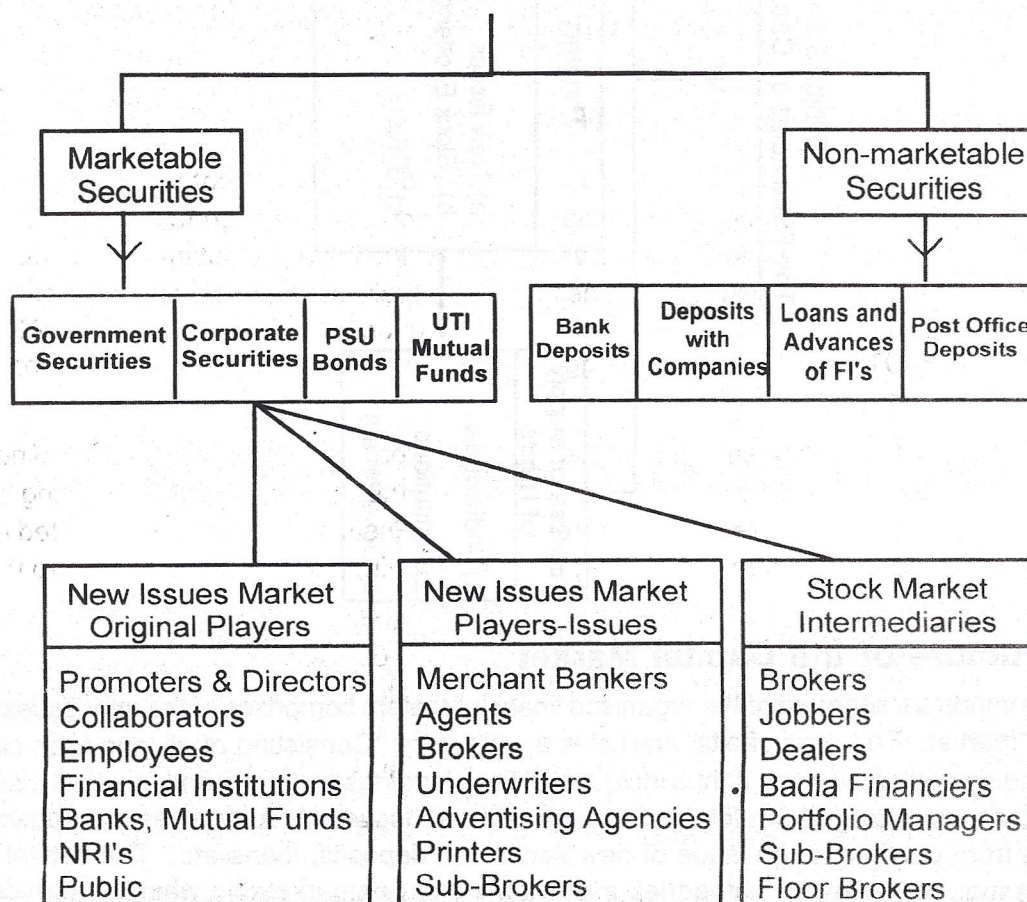 Marketable
Securities
Non-marketable
Securities
Government
Securities
Corporate
Securities
PSU
Bonds
UTI
Mutual
Funds
Bank
Deposits
Deposits
with
Companies
Loans and
Advances
of FI's
Post Office
Deposits
New Issues Market
Original Players
Promoters & Directors
Collaborators
Employees
Financial Institutions
Banks, Mutual Funds
NRI's
Public
New Issues Market
Players-Issues
Merchant Bankers
Agents
Brokers
Underwriters
Advertising Agencies
Printers
Sub-Brokers
Stock Market
Intermediaries
Brokers
Jobbers
Dealers
Badla Financiers
Portfolio Managers
Sub-Brokers
Floor Brokers